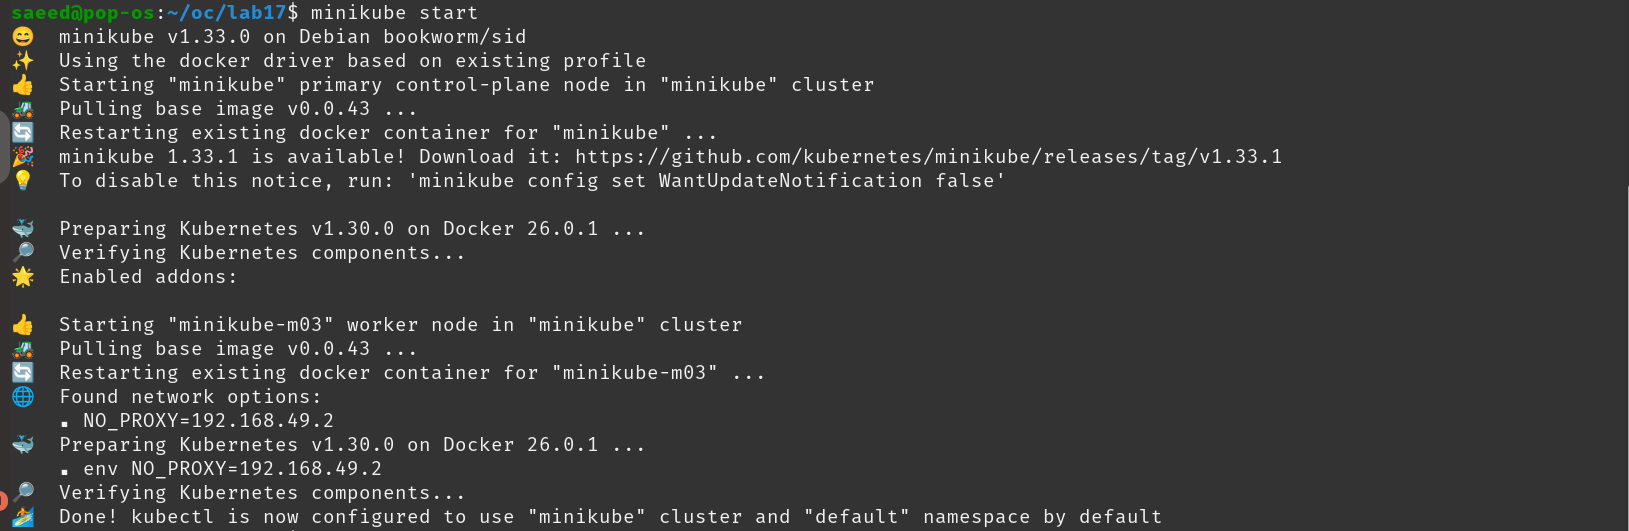 saeed@pop-os:~/oc/lab17$ minikube start
😄  minikube v1.33.0 on Debian bookworm/sid
✨  Using the docker driver based on existing profile
👍  Starting "minikube" primary control-plane node in "minikube" cluster
🚜  Pulling base image v0.0.43 ...
🔄  Restarting existing docker container for "minikube" ...
🎉  minikube 1.33.1 is available! Download it: https://github.com/kubernetes/minikube/releases/tag/v1.33.1
💡  To disable this notice, run: 'minikube config set WantUpdateNotification false'
🐳  Preparing Kubernetes v1.30.0 on Docker 26.0.1 ...
🔎  Verifying Kubernetes components...
🌟  Enabled addons:
👍  Starting "minikube-m03" worker node in "minikube" cluster
🚜  Pulling base image v0.0.43 ...
🔄  Restarting existing docker container for "minikube-m03" ...
🌐  Found network options:
    ▪ NO_PROXY=192.168.49.2
🐳  Preparing Kubernetes v1.30.0 on Docker 26.0.1 ...
    ▪ env NO_PROXY=192.168.49.2
🔎  Verifying Kubernetes components...
🏄  Done! kubectl is now configured to use "minikube" cluster and "default" namespace by default